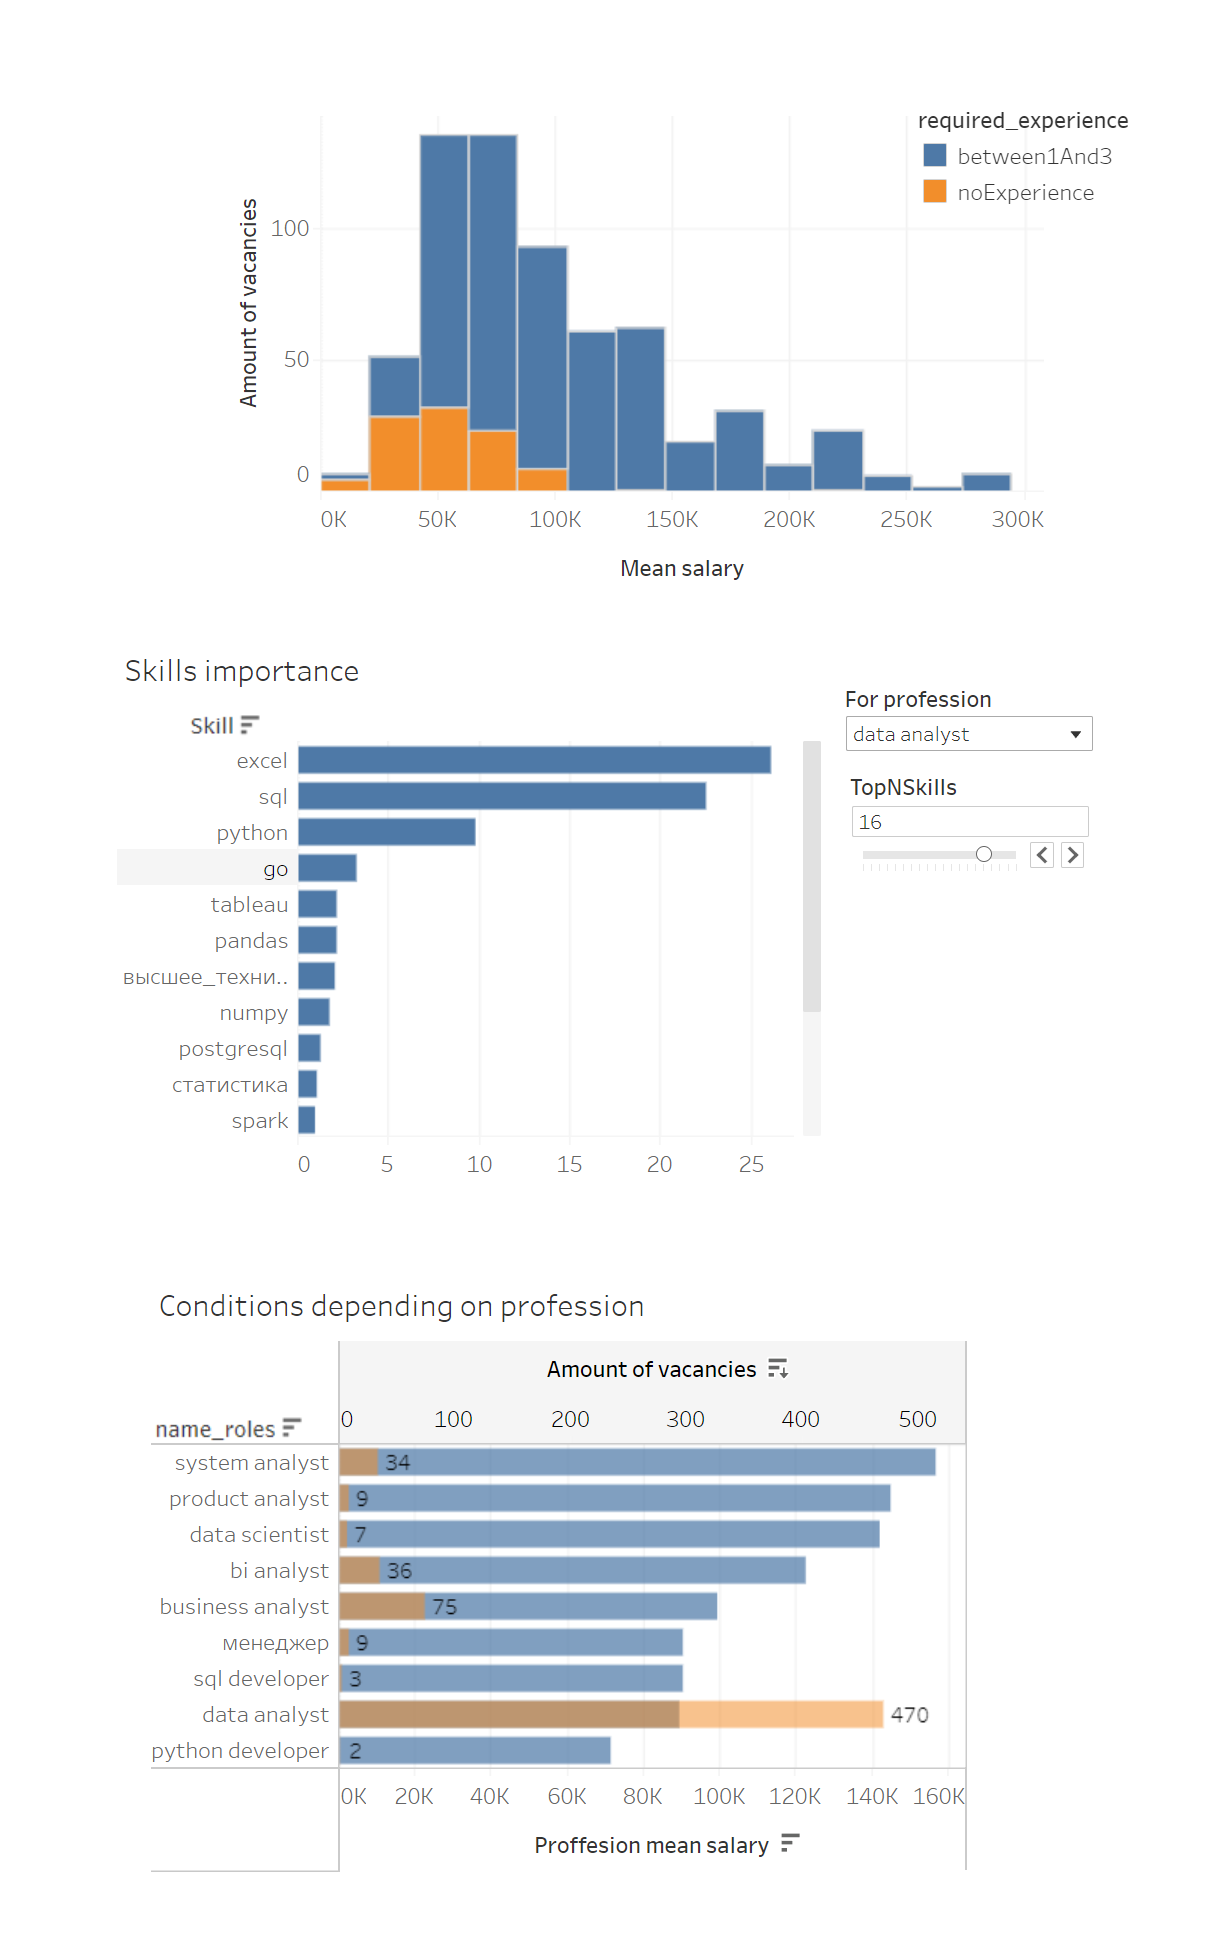 required_experience
between1And3
noExperience
Amount of vacancies
100
50
0
0K 50K 100K 150K 200K 250K 300K
Mean salary
Skills importance
For profession
data analyst
TopNSkills
16
Skill
excel
sql
python
go
tableau
pandas
высшее_техни..
numpy
postgresql
статистика
spark
0 5 10 15 20 25
Conditions depending on profession
Amount of vacancies
0 100 200 300 400 500
name_roles
system analyst 34
product analyst 9
data scientist 7
bi analyst 36
business analyst 75
менеджер 9
sql developer 3
data analyst 470
python developer 2
0K 20K 40K 60K 80K 100K 120K 140K 160K
Proffesion mean salary